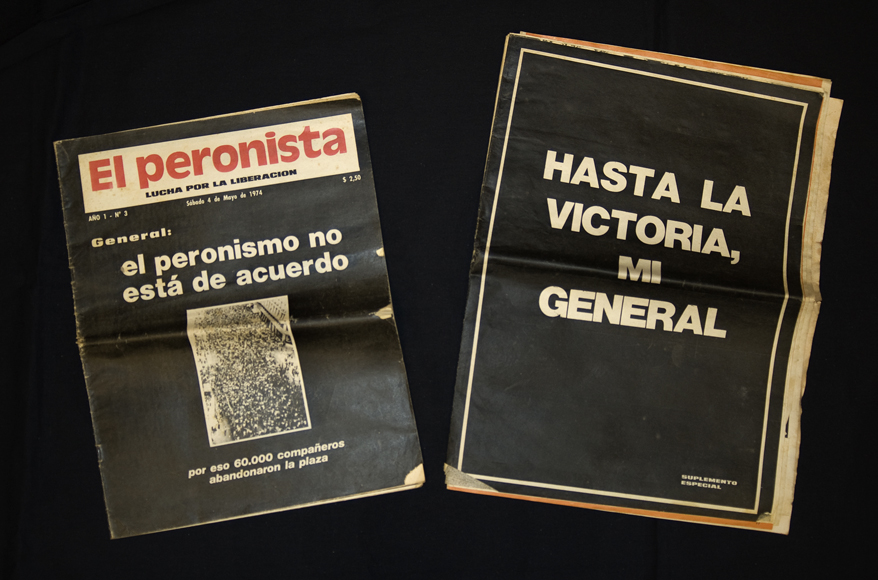 El peronista
LUCHA POR LA LIBERACION
AÑO 1 - Nº 3
Sábado 4 de Mayo de 1974
$ 2,50
General:
el peronismo no
está de acuerdo
por eso 60.000 compañeros
abandonaron la plaza
HASTA LA
VICTORIA,
MI
GENERAL
SUPLEMENTO
ESPECIAL